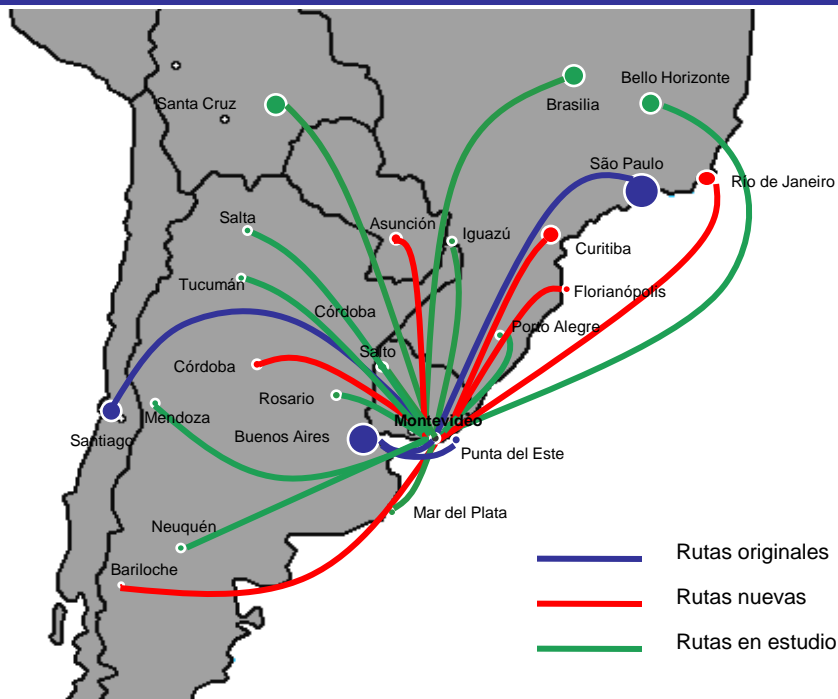 Bello Horizonte
Santa Cruz
Brasilia
São Paulo
Río de Janeiro
Salta
Asunción
Iguazú
Curitiba
Tucumán
Florianópolis
Córdoba
Porto Alegre
Salto
Córdoba
Rosario
Mendoza
Montevideo
Santiago
Buenos Aires
Punta del Este
Mar del Plata
Neuquén
Bariloche
Rutas originales
Rutas nuevas
Rutas en estudio